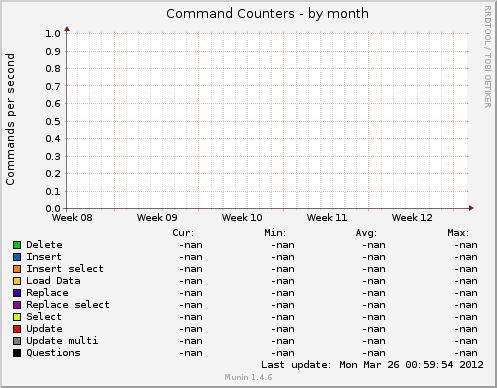 Command Counters - by month
RRDTOOL / TOBI OETIKER
Commands per second
1.0
0.9
0.8
0.7
0.6
0.5
0.4
0.3
0.2
0.1
0.0
Week 08 Week 09 Week 10 Week 11 Week 12
Cur: Min: Avg: Max:
Delete -nan -nan -nan -nan
Insert -nan -nan -nan -nan
Insert select -nan -nan -nan -nan
Load Data -nan -nan -nan -nan
Replace -nan -nan -nan -nan
Replace select -nan -nan -nan -nan
Select -nan -nan -nan -nan
Update -nan -nan -nan -nan
Update multi -nan -nan -nan -nan
Questions -nan -nan -nan -nan
Last update: Mon Mar 26 00:59:54 2012
Munin 1.4.6